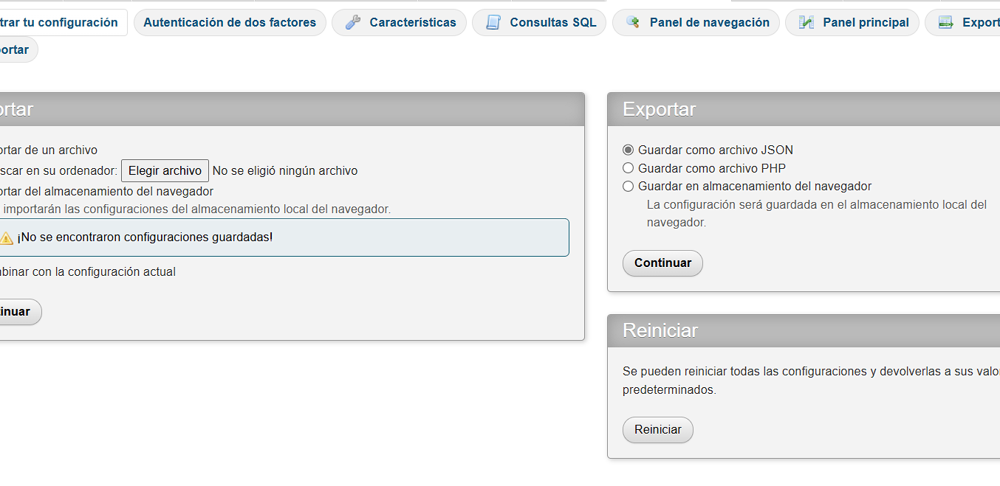 trar tu configuración
Autenticación de dos factores
Características
Consultas SQL
Panel de navegación
Panel principal
Export
ortar
ortar
ortar de un archivo
scar en su ordenador: Elegir archivo No se eligió ningún archivo
ortar del almacenamiento del navegador
importarán las configuraciones del almacenamiento local del navegador.
¡No se encontraron configuraciones guardadas!
binar con la configuración actual
inuar
Exportar
Guardar como archivo JSON
Guardar como archivo PHP
Guardar en almacenamiento del navegador
La configuración será guardada en el almacenamiento local del
navegador.
Continuar
Reiniciar
Se pueden reiniciar todas las configuraciones y devolverlas a sus valo
predeterminados.
Reiniciar